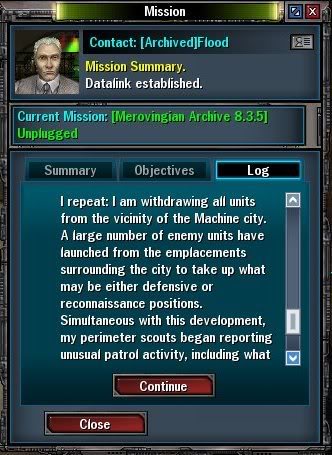 Mission
Contact: [Archived]Flood
Mission Summary.
Datalink established.
Current Mission: [Merovingian Archive 8.3.5]
Unplugged
Summary
Objectives
Log
I repeat: I am withdrawing all units
from the vicinity of the Machine city.
A large number of enemy units have
launched from the emplacements
surrounding the city to take up what
may be either defensive or
reconnaissance positions.
Simultaneous with this development,
my perimeter scouts began reporting
unusual patrol activity, including what
Continue
Close